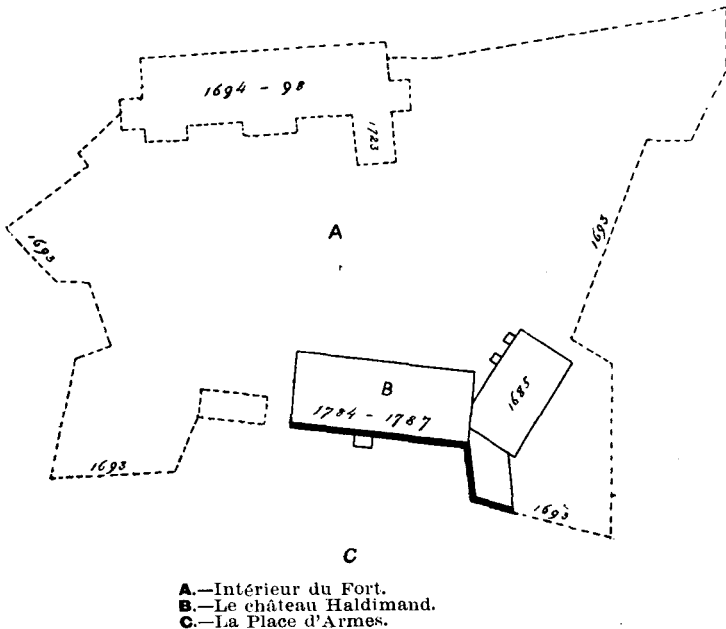 1694 - 98
1723
A
1693
1693
B
1784 - 1787
1685
1693
1693
C
A.—Intérieur du Fort.
B.—Le château Haldimand.
C.—La Place d'Armes.